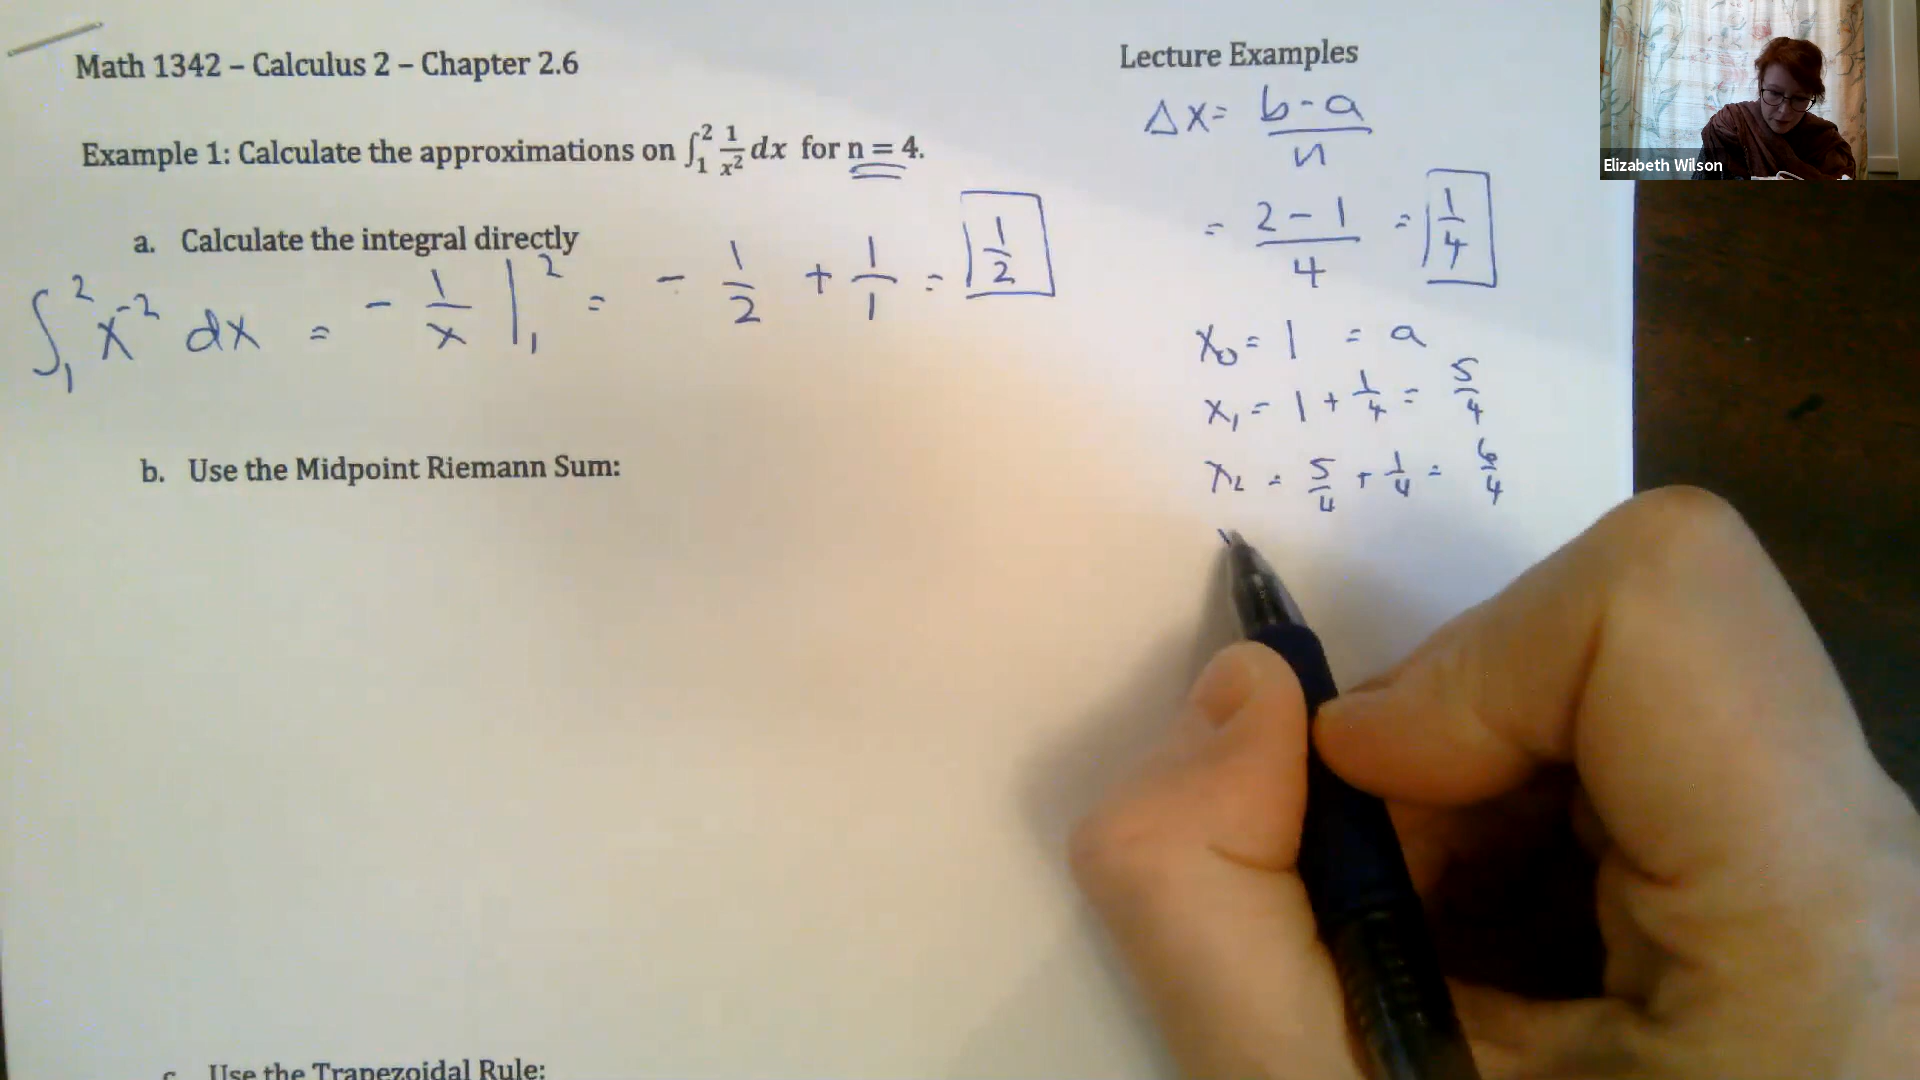 Math 1342 – Calculus 2 – Chapter 2.6
Lecture Examples
Δx = (b - a)/n
= (2 - 1)/4 = 1/4
Example 1: Calculate the approximations on ∫₁² 1/x² dx for n = 4.
a. Calculate the integral directly
∫₁² x⁻² dx = - 1/x |₁² = - 1/2 + 1/1 = 1/2
x₀ = 1 = a
x₁ = 1 + 1/4 = 5/4
x₂ = 5/4 + 1/4 = 6/4
b. Use the Midpoint Riemann Sum:
c. Use the Trapezoidal Rule:
Elizabeth Wilson